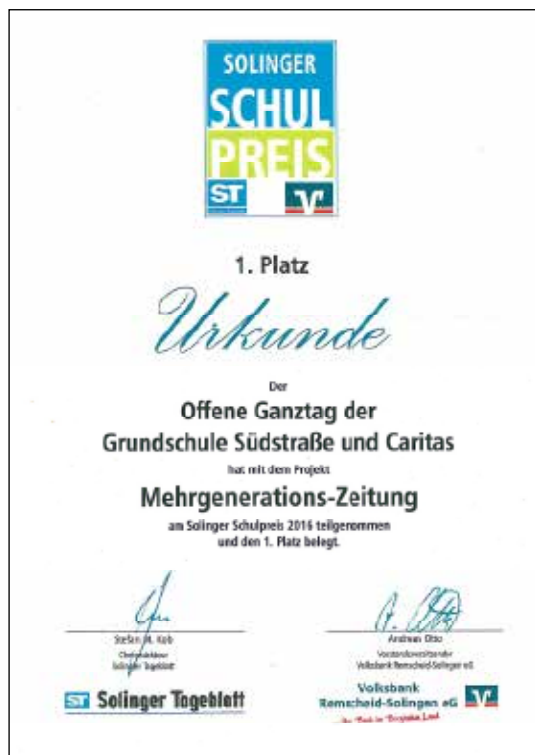 SOLINGER
SCHUL
PREIS
ST
1. Platz
Urkunde
Der
Offene Ganztag der
Grundschule Südstraße und Caritas
hat mit dem Projekt
Mehrgenerations-Zeitung
am Solinger Schulpreis 2016 teilgenommen
und den 1. Platz belegt.
Stefan M. Kob
Chefredakteur
Solinger Tageblatt
ST Solinger Tageblatt
Andreas Otto
Vorstandsvorsitzender
Volksbank Remscheid-Solingen eG
Volksbank
Remscheid-Solingen eG